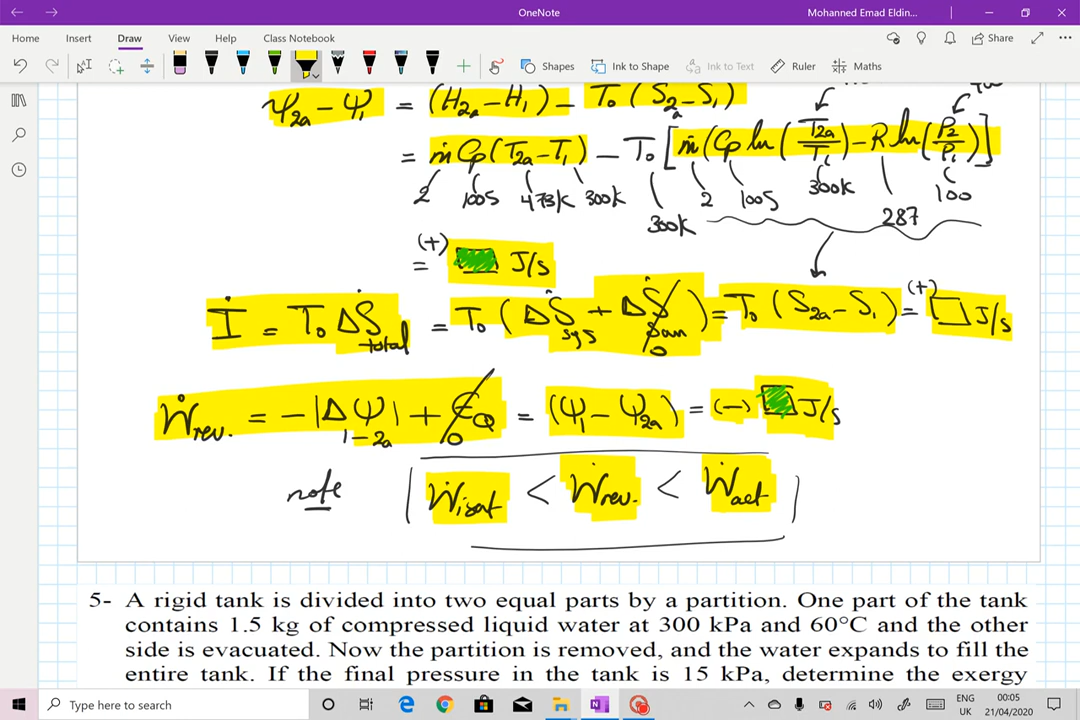 OneNote
Mohanned Emad Eldin...
Home Insert Draw View Help Class Notebook
Share
Shapes Ink to Shape Ink to Text Ruler Maths
Ψ2a − Ψ1 = (H2a − H1) − T0 (S2a − S1)
= ṁ Cp (T2a − T1) − T0 [ ṁ (Cp ln (T2a/T1) − R ln (P2/P1) ]
2 1005 473K 300K 300K 2 1005 300K 287 100
(+)
= J/s
İ = T0 ΔṠtotal = T0 (ΔṠsys + ΔṠsurr 0) = T0 (S2a − S1) = (+) J/s
Ẇrev. = −|ΔΨ|1−2a + ЄQ 0 = (Ψ1 − Ψ2a) = (−) J/s
note Ẇisot < Ẇrev. < Ẇact
5- A rigid tank is divided into two equal parts by a partition. One part of the tank
contains 1.5 kg of compressed liquid water at 300 kPa and 60°C and the other
side is evacuated. Now the partition is removed, and the water expands to fill the
entire tank. If the final pressure in the tank is 15 kPa, determine the exergy
Type here to search
ENG
UK
00:05
21/04/2020